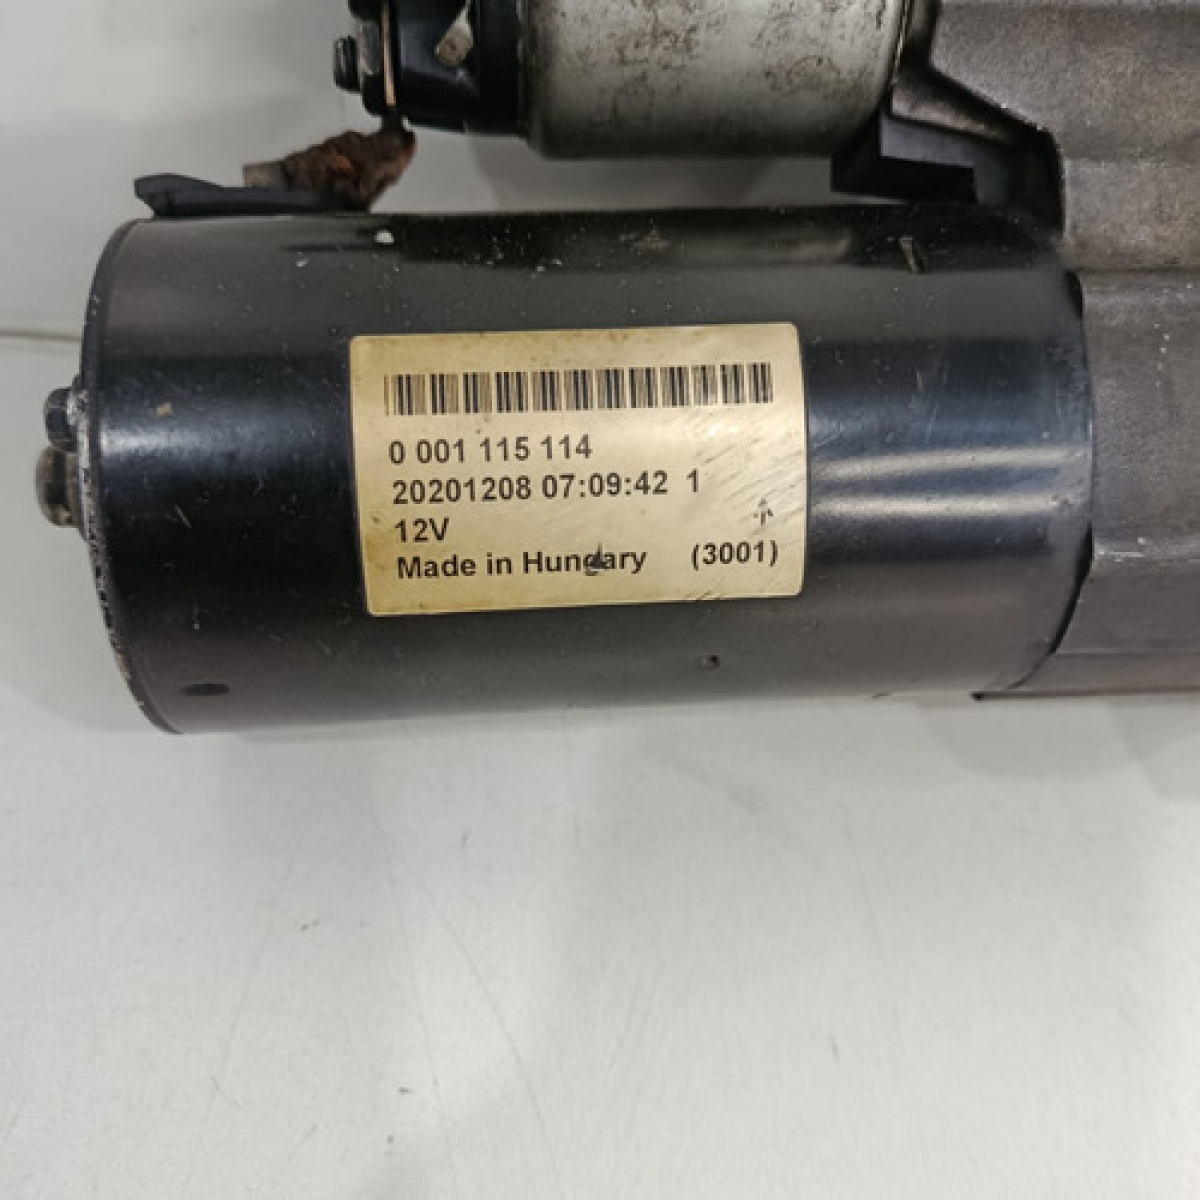 0 001 115 114
20201208 07:09:42 1
12V
Made in Hungary (3001)